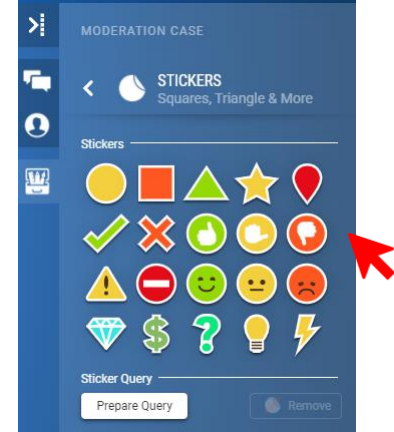 MODERATION CASE
STICKERS
Squares, Triangle & More
Stickers
Sticker Query
Prepare Query
Remove